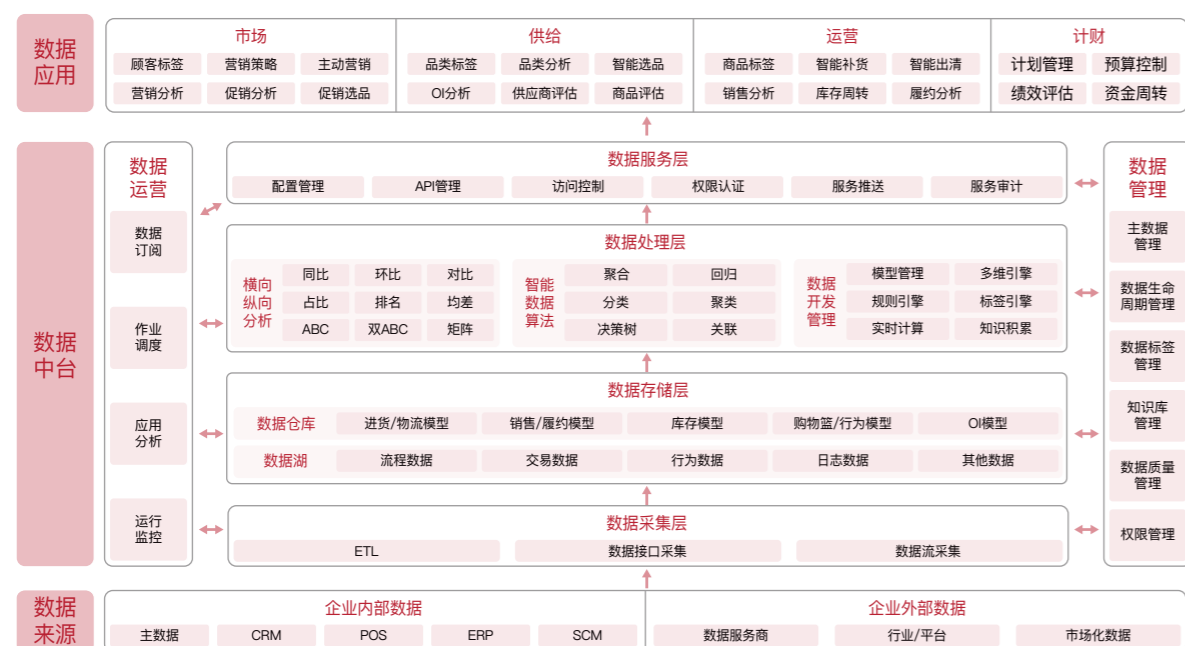 数据
应用
市场
顾客标签 营销策略 主动营销
营销分析 促销分析 促销选品
供给
品类标签 品类分析 智能选品
OI分析 供应商评估 商品评估
运营
商品标签 智能补货 智能出清
销售分析 库存周转 履约分析
计财
计划管理 预算控制
绩效评估 资金周转
数据
中台
数据
运营
数据
订阅
作业
调度
应用
分析
运行
监控
数据服务层
配置管理 API管理 访问控制 权限认证 服务推送 服务审计
数据处理层
横向
纵向
分析
同比 环比 对比
占比 排名 均差
ABC 双ABC 矩阵
智能
数据
算法
聚合 回归
分类 聚类
决策树 关联
数据
开发
管理
模型管理 多维引擎
规则引擎 标签引擎
实时计算 知识积累
数据存储层
数据仓库 进货/物流模型 销售/履约模型 库存模型 购物篮/行为模型 OI模型
数据湖 流程数据 交易数据 行为数据 日志数据 其他数据
数据采集层
ETL 数据接口采集 数据流采集
数据
管理
主数据
管理
数据生命
周期管理
数据标签
管理
知识库
管理
数据质量
管理
权限管理
数据
来源
企业内部数据
主数据 CRM POS ERP SCM
企业外部数据
数据服务商 行业/平台 市场化数据